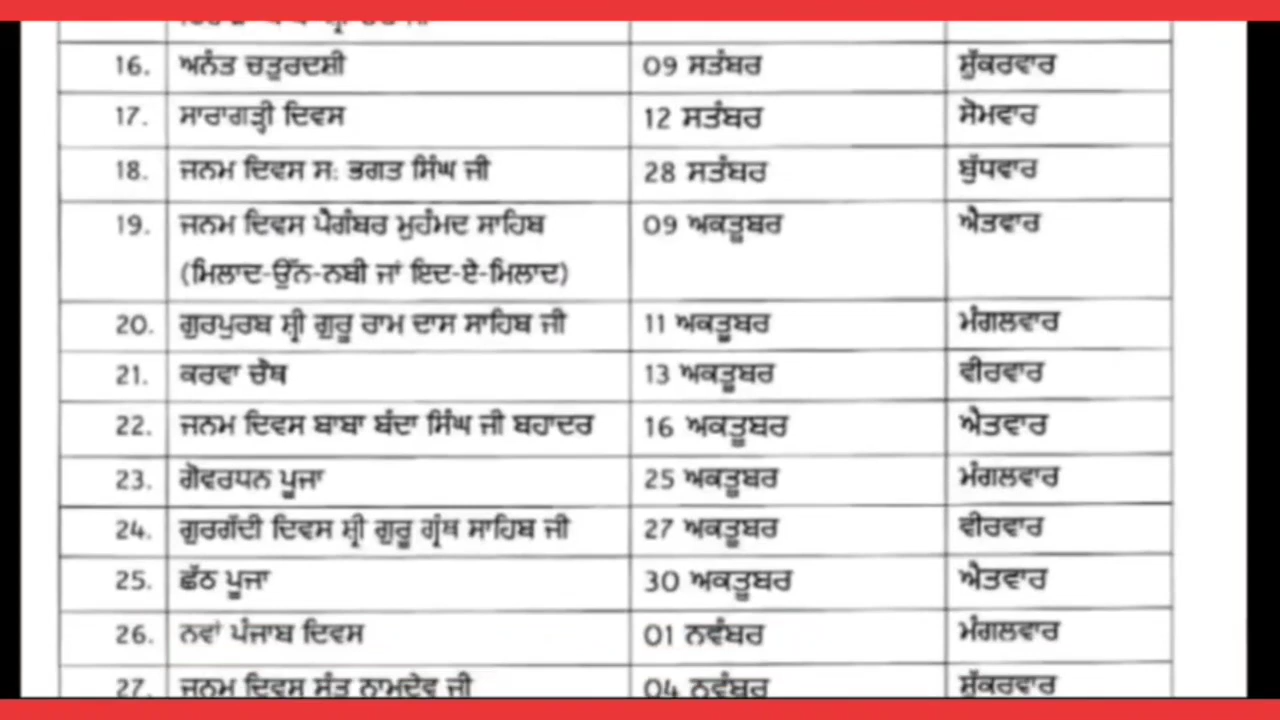 16. ਅਨੰਤ ਚਤੁਰਦਸ਼ੀ 09 ਸਤੰਬਰ ਸ਼ੁੱਕਰਵਾਰ
17. ਸਾਰਾਗੜ੍ਹੀ ਦਿਵਸ 12 ਸਤੰਬਰ ਸੋਮਵਾਰ
18. ਜਨਮ ਦਿਵਸ ਸ: ਭਗਤ ਸਿੰਘ ਜੀ 28 ਸਤੰਬਰ ਬੁੱਧਵਾਰ
19. ਜਨਮ ਦਿਵਸ ਪੈਗੰਬਰ ਮੁਹੰਮਦ ਸਾਹਿਬ 09 ਅਕਤੂਬਰ ਐਤਵਾਰ
(ਮਿਲਾਦ-ਉੱਨ-ਨਬੀ ਜਾਂ ਇਦ-ਏ-ਮਿਲਾਦ)
20. ਗੁਰਪੁਰਬ ਸ਼੍ਰੀ ਗੁਰੂ ਰਾਮ ਦਾਸ ਸਾਹਿਬ ਜੀ 11 ਅਕਤੂਬਰ ਮੰਗਲਵਾਰ
21. ਕਰਵਾ ਚੌਥ 13 ਅਕਤੂਬਰ ਵੀਰਵਾਰ
22. ਜਨਮ ਦਿਵਸ ਬਾਬਾ ਬੰਦਾ ਸਿੰਘ ਜੀ ਬਹਾਦਰ 16 ਅਕਤੂਬਰ ਐਤਵਾਰ
23. ਗੋਵਰਧਨ ਪੂਜਾ 25 ਅਕਤੂਬਰ ਮੰਗਲਵਾਰ
24. ਗੁਰਗੱਦੀ ਦਿਵਸ ਸ਼੍ਰੀ ਗੁਰੂ ਗ੍ਰੰਥ ਸਾਹਿਬ ਜੀ 27 ਅਕਤੂਬਰ ਵੀਰਵਾਰ
25. ਛੱਠ ਪੂਜਾ 30 ਅਕਤੂਬਰ ਐਤਵਾਰ
26. ਨਵਾਂ ਪੰਜਾਬ ਦਿਵਸ 01 ਨਵੰਬਰ ਮੰਗਲਵਾਰ
27. ਜਨਮ ਦਿਵਸ ਸੰਤ ਨਾਮਦੇਵ ਜੀ 04 ਨਵੰਬਰ ਸ਼ੁੱਕਰਵਾਰ